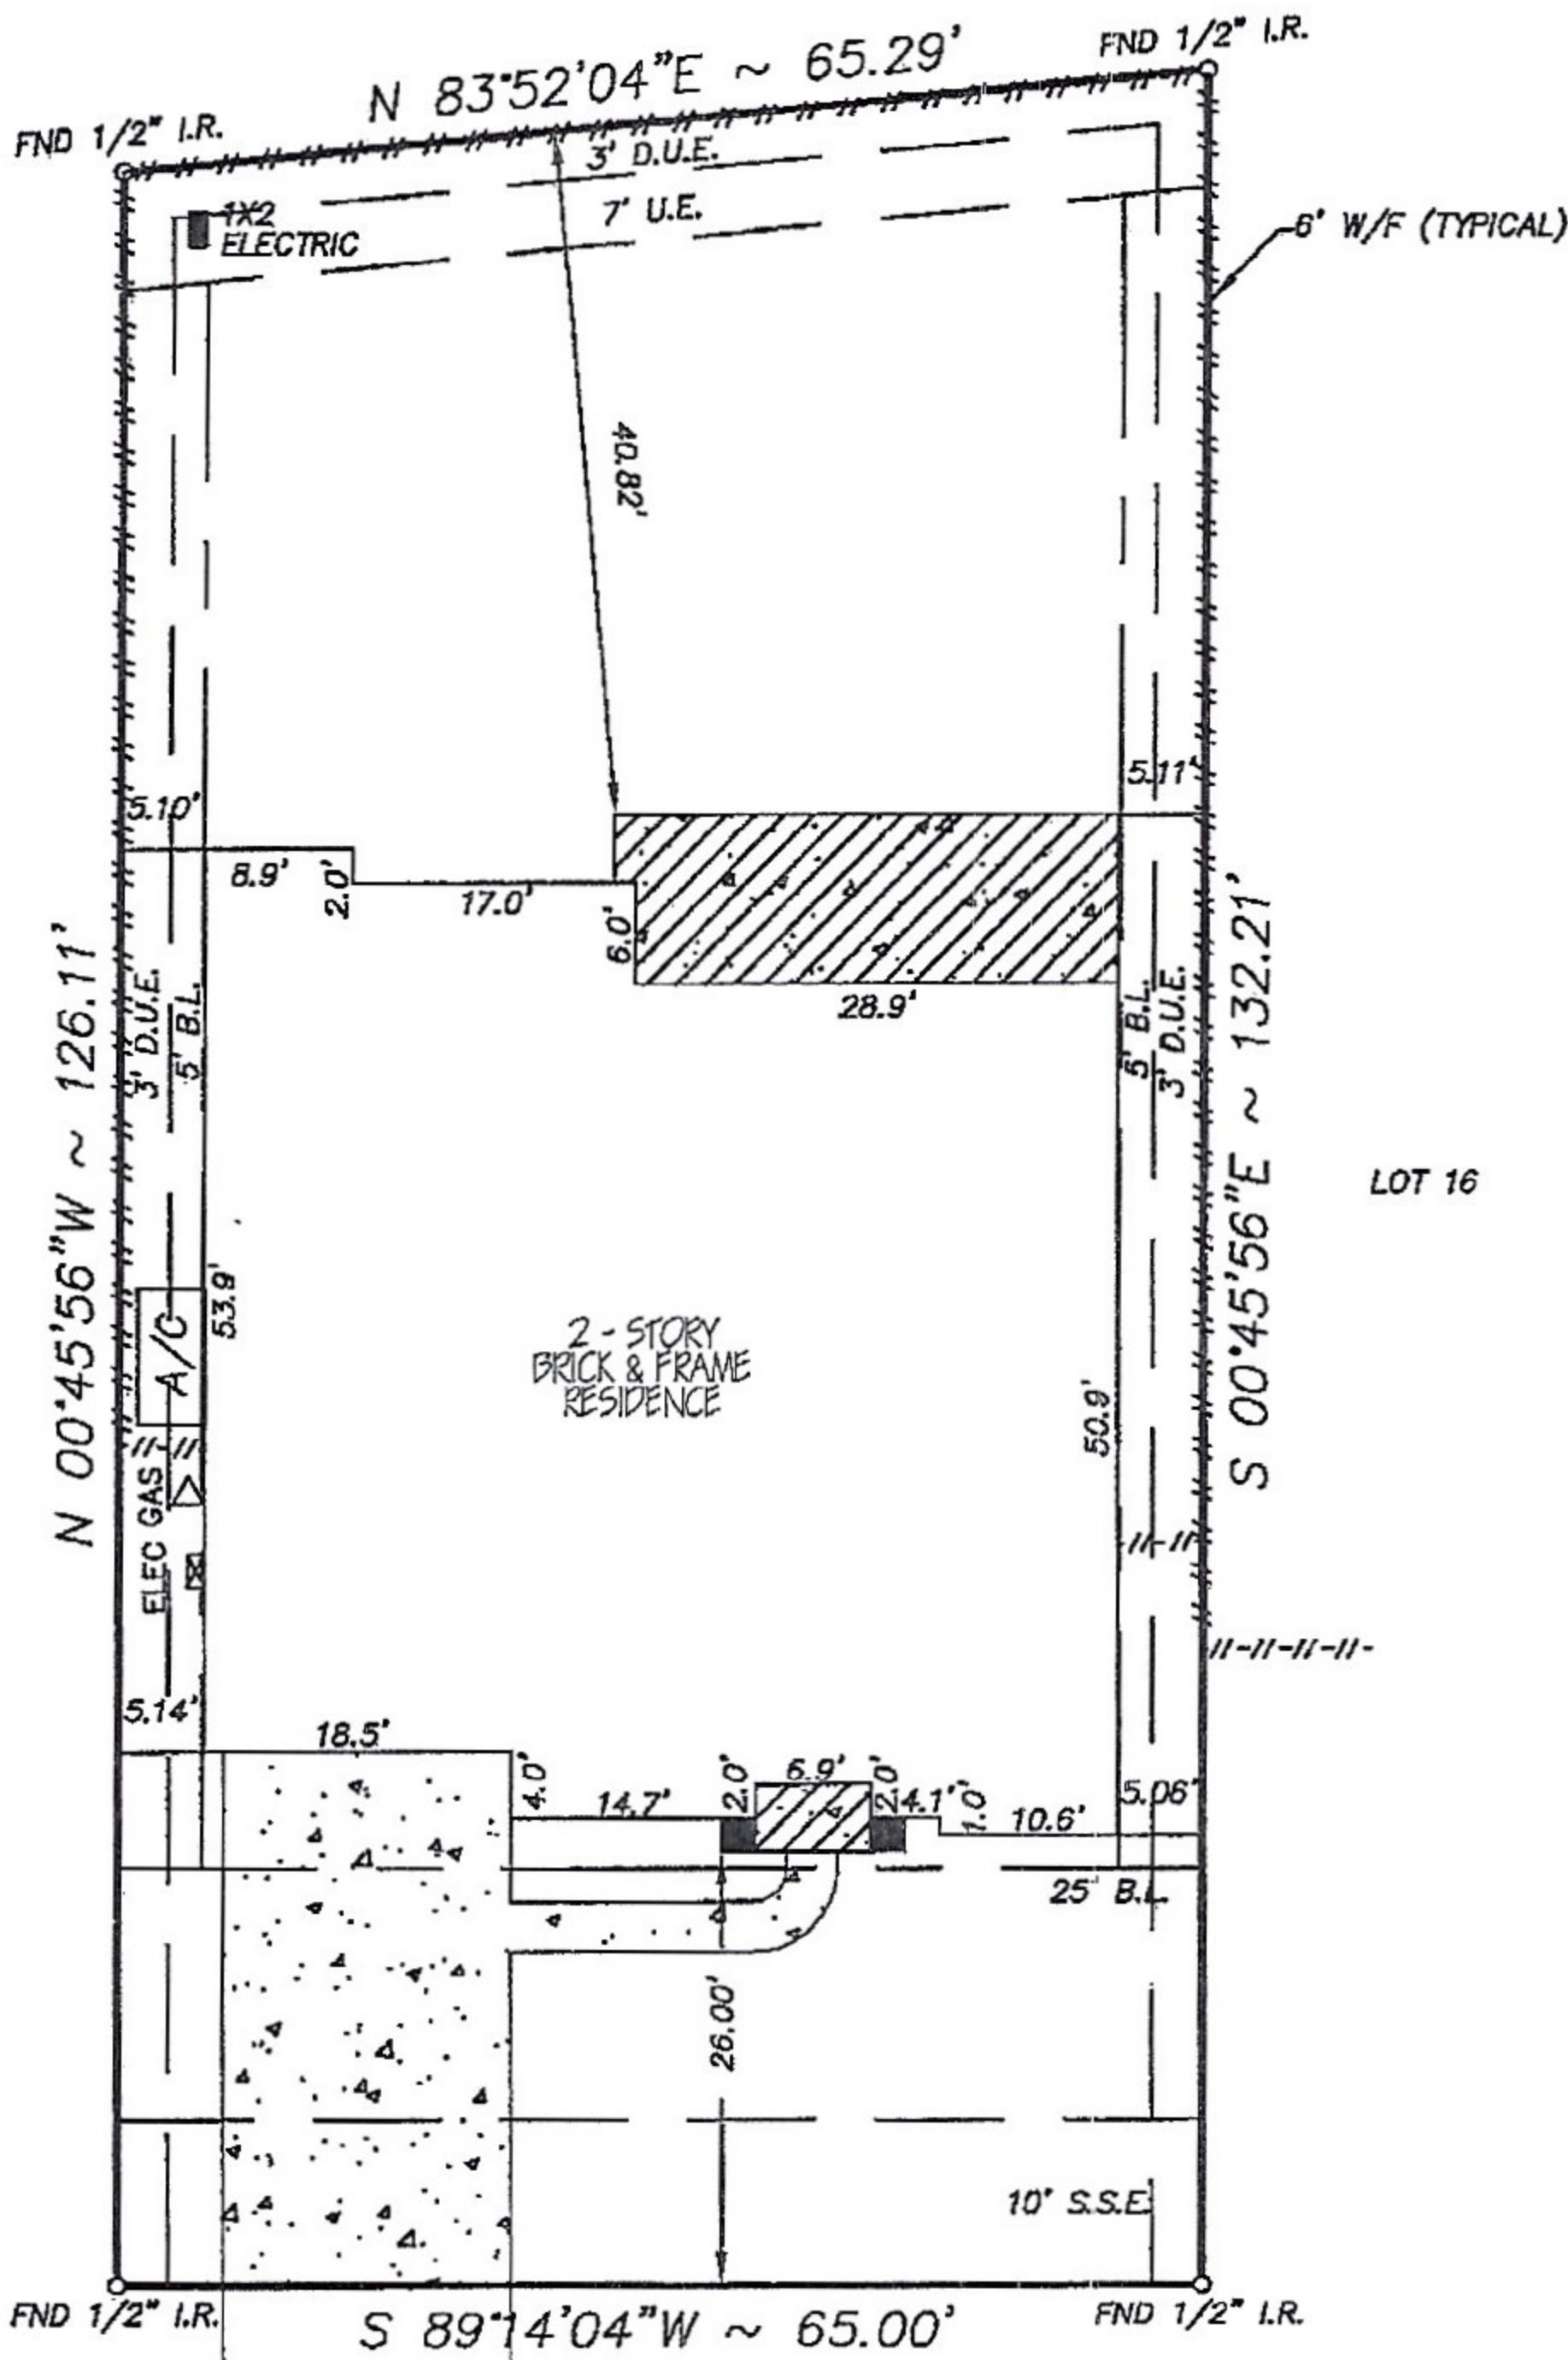 N 83°52'04"E ~ 65.29'
FND 1/2" I.R.
FND 1/2" I.R.
3' D.U.E.
7' U.E.
1X2
ELECTRIC
6' W/F (TYPICAL)
40.82'
5.10'
5.11'
8.9'
2.0'
17.0'
6.0'
28.9'
N 00°45'56"W ~ 126.11'
3' D.U.E.
5' B.L.
5' B.L.
3' D.U.E.
S 00°45'56"E ~ 132.21'
LOT 16
A/C
53.9'
2 - STORY
BRICK & FRAME
RESIDENCE
50.9'
ELEC GAS
5.14'
18.5'
4.0'
14.7'
2.0'
6.9'
2.0'
4.1'
1.0'
10.6'
5.06'
25' B.L.
26.00'
10' S.S.E.
FND 1/2" I.R.
S 89°14'04"W ~ 65.00'
FND 1/2" I.R.